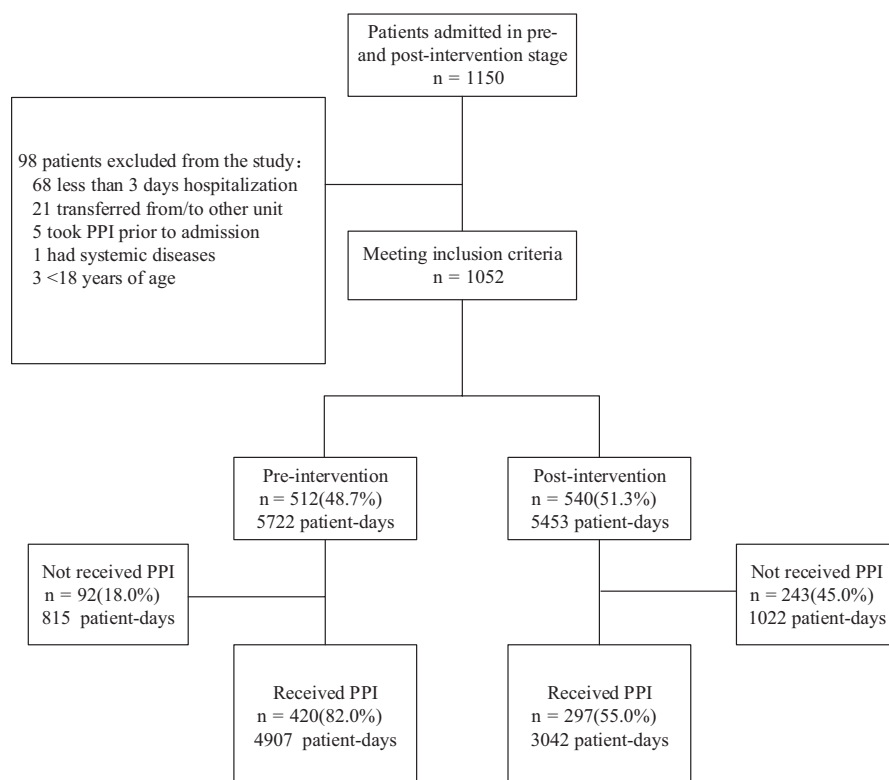 Patients admitted in pre-
and post-intervention stage
n = 1150
98 patients excluded from the study：
68 less than 3 days hospitalization
21 transferred from/to other unit
5 took PPI prior to admission
1 had systemic diseases
3 <18 years of age
Meeting inclusion criteria
n = 1052
Pre-intervention
n = 512(48.7%)
5722 patient-days
Post-intervention
n = 540(51.3%)
5453 patient-days
Not received PPI
n = 92(18.0%)
815 patient-days
Not received PPI
n = 243(45.0%)
1022 patient-days
Received PPI
n = 420(82.0%)
4907 patient-days
Received PPI
n = 297(55.0%)
3042 patient-days